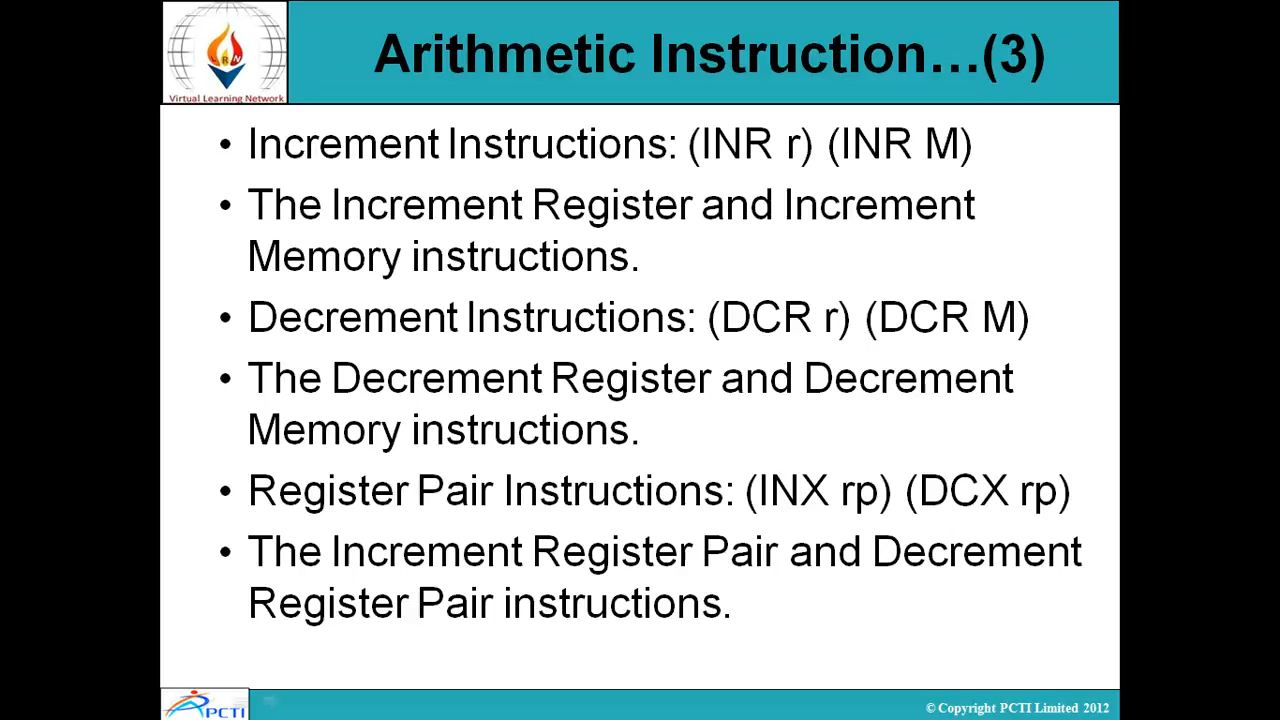 Arithmetic Instruction…(3)
Virtual Learning Network
• Increment Instructions: (INR r) (INR M)
• The Increment Register and Increment
Memory instructions.
• Decrement Instructions: (DCR r) (DCR M)
• The Decrement Register and Decrement
Memory instructions.
• Register Pair Instructions: (INX rp) (DCX rp)
• The Increment Register Pair and Decrement
Register Pair instructions.
PCTI
© Copyright PCTI Limited 2012